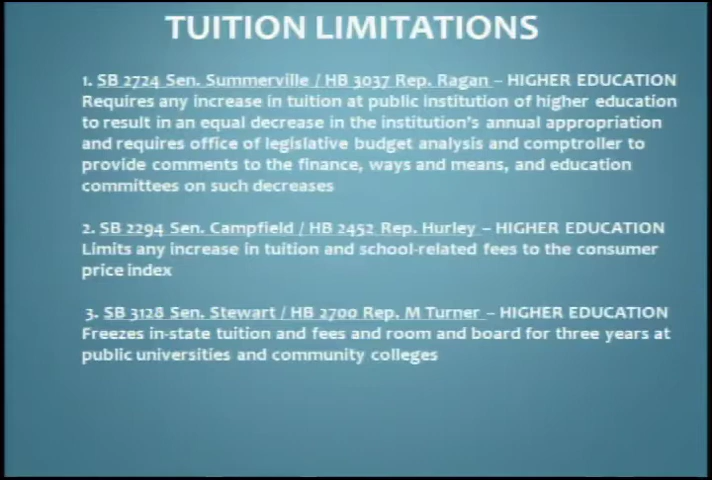 TUITION LIMITATIONS
1. SB 2724 Sen. Summerville / HB 3037 Rep. Ragan – HIGHER EDUCATION
Requires any increase in tuition at public institution of higher education
to result in an equal decrease in the institution's annual appropriation
and requires office of legislative budget analysis and comptroller to
provide comments to the finance, ways and means, and education
committees on such decreases
2. SB 2294 Sen. Campfield / HB 2452 Rep. Hurley – HIGHER EDUCATION
Limits any increase in tuition and school-related fees to the consumer
price index
3. SB 3128 Sen. Stewart / HB 2700 Rep. M Turner – HIGHER EDUCATION
Freezes in-state tuition and fees and room and board for three years at
public universities and community colleges